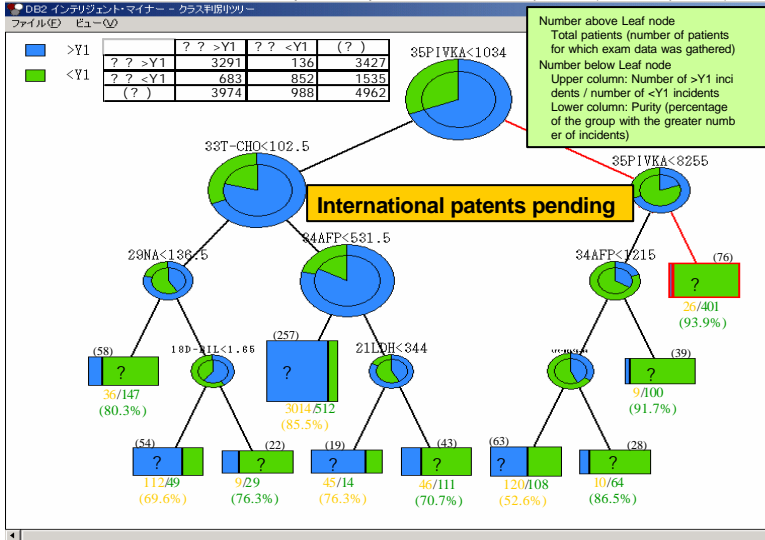 DB2 インテリジェント・マイナー - クラス判別ツリー
ファイル(F) ビュー(V)
>Y1
<Y1
? ? >Y1 ? ? <Y1 (?)
? ? >Y1 3291 136 3427
? ? <Y1 683 852 1535
(?) 3974 988 4962
Number above Leaf node
Total patients (number of patients
for which exam data was gathered)
Number below Leaf node
Upper column: Number of >Y1 inci
dents / number of <Y1 incidents
Lower column: Purity (percentage
of the group with the greater numb
er of incidents)
35PIVKA<1034
33T-CHO<102.5
35PIVKA<8255
International patents pending
29NA<136.5
34AFP<531.5
34AFP<1215
(76)
?
26/401
(93.9%)
(58)
?
36/147
(80.3%)
18D-BIL<1.65
(257)
?
3014/512
(85.5%)
21LDH<344
(39)
?
9/100
(91.7%)
(54)
?
112/49
(69.6%)
(22)
?
9/29
(76.3%)
(19)
?
45/14
(76.3%)
(43)
?
46/111
(70.7%)
(63)
?
120/108
(52.6%)
(28)
?
10/64
(86.5%)